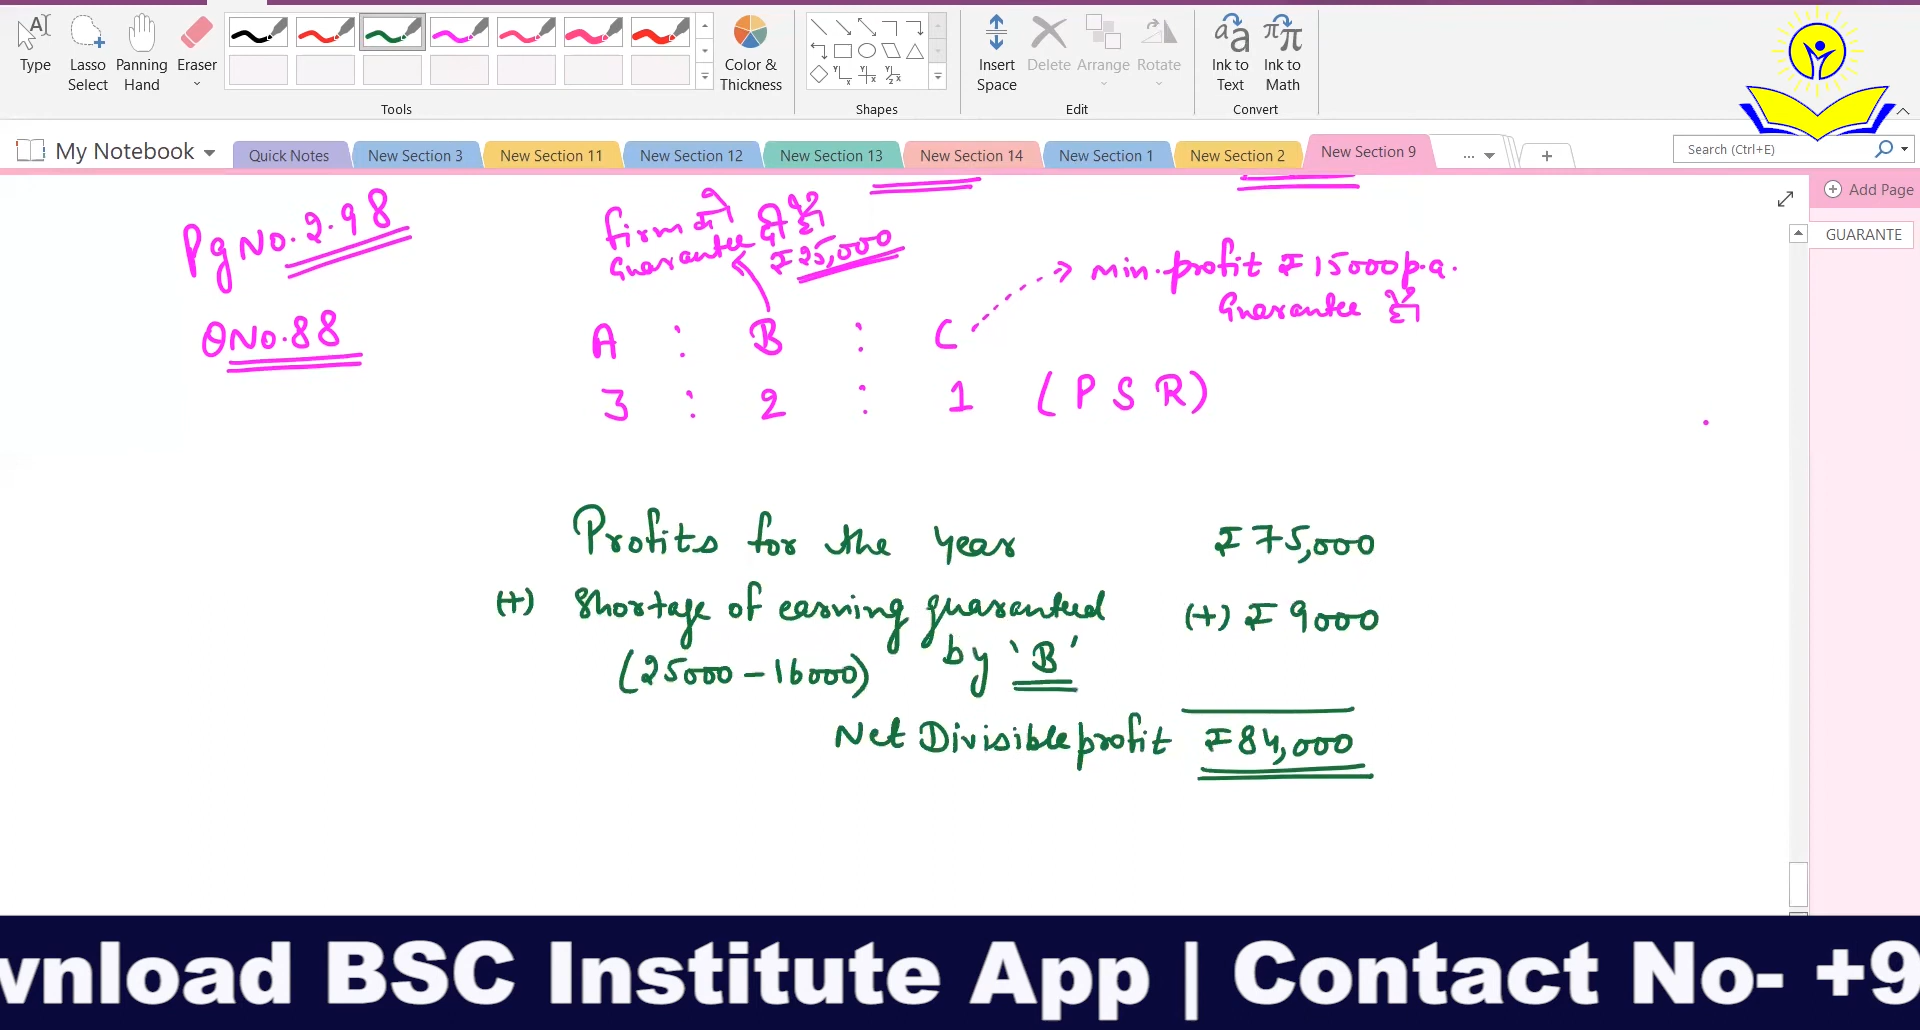 Type
Lasso Select
Panning Hand
Eraser
Color & Thickness
Insert Space
Delete
Arrange
Rotate
Ink to Text
Ink to Math
Tools
Shapes
Edit
Convert
My Notebook
Quick Notes
New Section 3
New Section 11
New Section 12
New Section 13
New Section 14
New Section 1
New Section 2
New Section 9
...
Search (Ctrl+E)
Add Page
GUARANTE
Pg No. 2.98
firm को
Guarantee दी है
₹25,000
min. profit ₹15000 p.a.
Guarantee है
Q No. 88
A : B : C
3 : 2 : 1 (PSR)
Profits for the year ₹75,000
(+) Shortage of earning guaranteed (+) ₹9000
(25000 - 16000) by 'B'
Net Divisible profit ₹84,000
wnload BSC Institute App | Contact No- +9